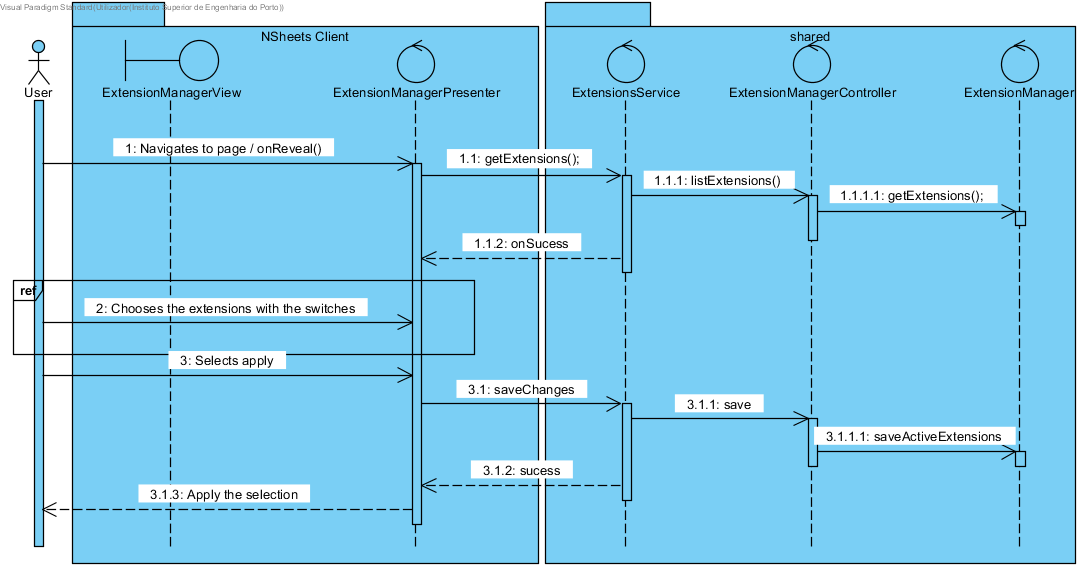 Visual Paradigm Standard(Utilizador(Instituto Superior de Engenharia do Porto))
NSheets Client
shared
User
ExtensionManagerView
ExtensionManagerPresenter
ExtensionsService
ExtensionManagerController
ExtensionManager
1: Navigates to page / onReveal()
1.1: getExtensions();
1.1.1: listExtensions()
1.1.1.1: getExtensions();
1.1.2: onSucess
ref
2: Chooses the extensions with the switches
3: Selects apply
3.1: saveChanges
3.1.1: save
3.1.1.1: saveActiveExtensions
3.1.2: sucess
3.1.3: Apply the selection